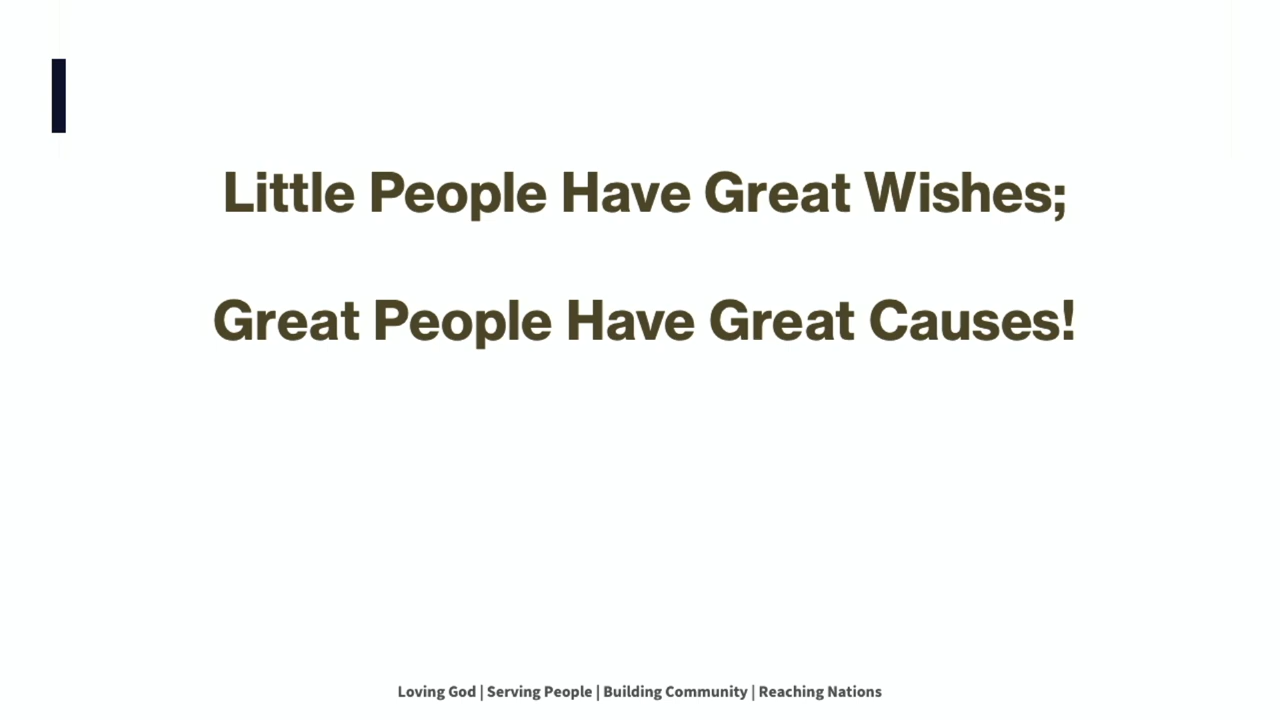 Little People Have Great Wishes;
Great People Have Great Causes!
Loving God | Serving People | Building Community | Reaching Nations